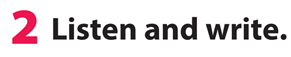 2 Listen and write.